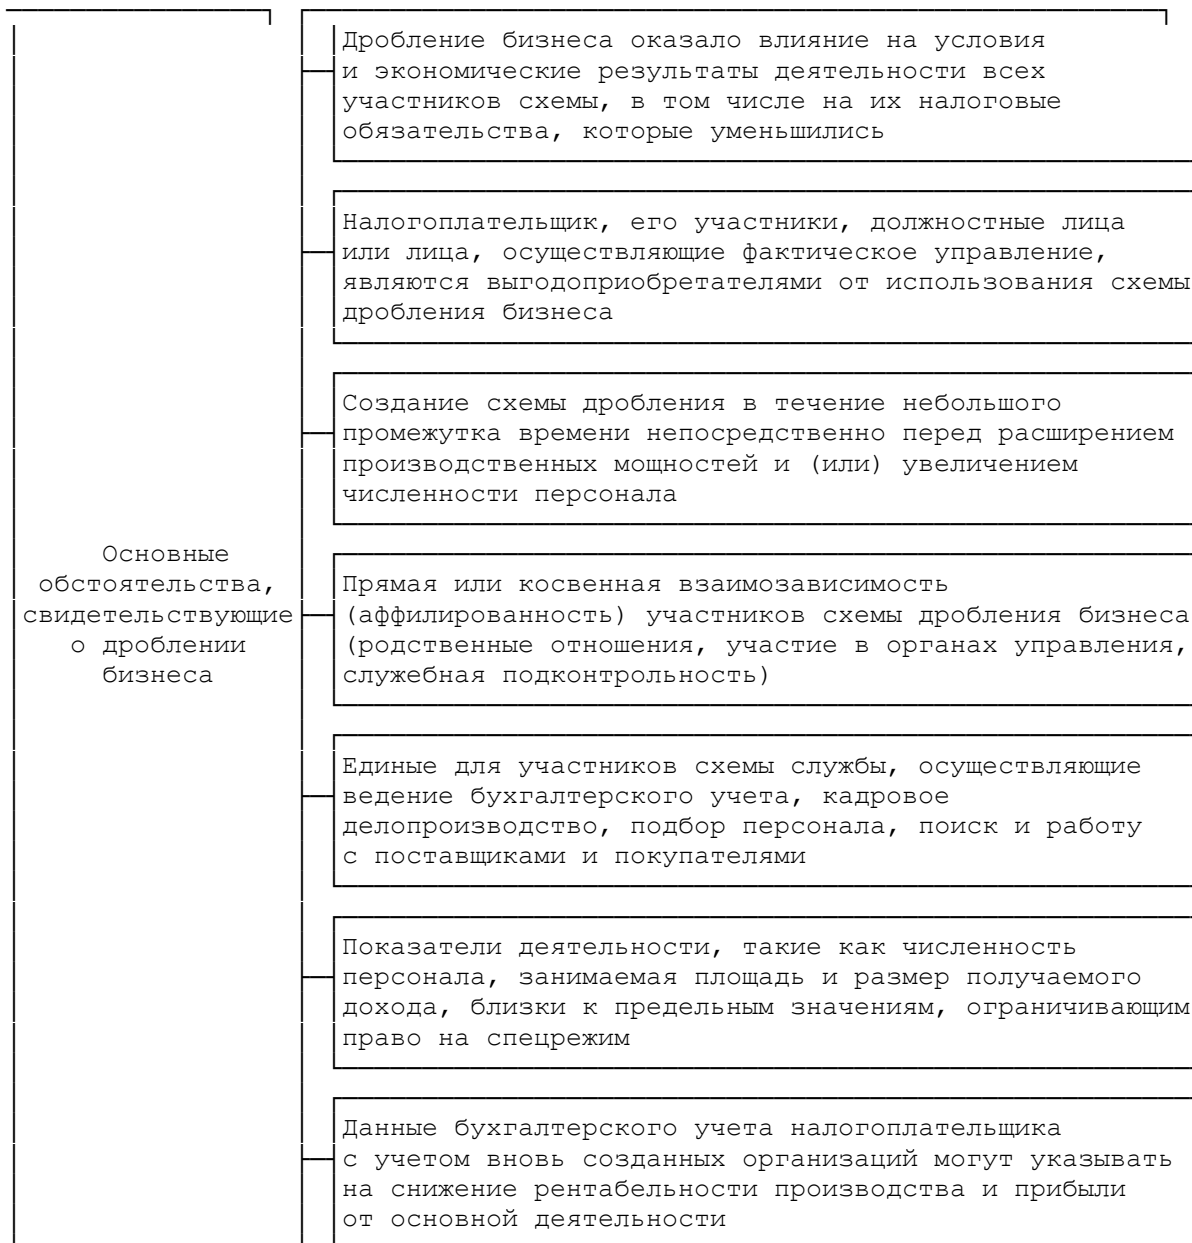 Дробление бизнеса оказало влияние на условия
и экономические результаты деятельности всех
участников схемы, в том числе на их налоговые
обязательства, которые уменьшились
Налогоплательщик, его участники, должностные лица
или лица, осуществляющие фактическое управление,
являются выгодоприобретателями от использования схемы
дробления бизнеса
Создание схемы дробления в течение небольшого
промежутка времени непосредственно перед расширением
производственных мощностей и (или) увеличением
численности персонала
Основные
обстоятельства,
свидетельствующие
о дроблении
бизнеса
Прямая или косвенная взаимозависимость
(аффилированность) участников схемы дробления бизнеса
(родственные отношения, участие в органах управления,
служебная подконтрольность)
Единые для участников схемы службы, осуществляющие
ведение бухгалтерского учета, кадровое
делопроизводство, подбор персонала, поиск и работу
с поставщиками и покупателями
Показатели деятельности, такие как численность
персонала, занимаемая площадь и размер получаемого
дохода, близки к предельным значениям, ограничивающим
право на спецрежим
Данные бухгалтерского учета налогоплательщика
с учетом вновь созданных организаций могут указывать
на снижение рентабельности производства и прибыли
от основной деятельности